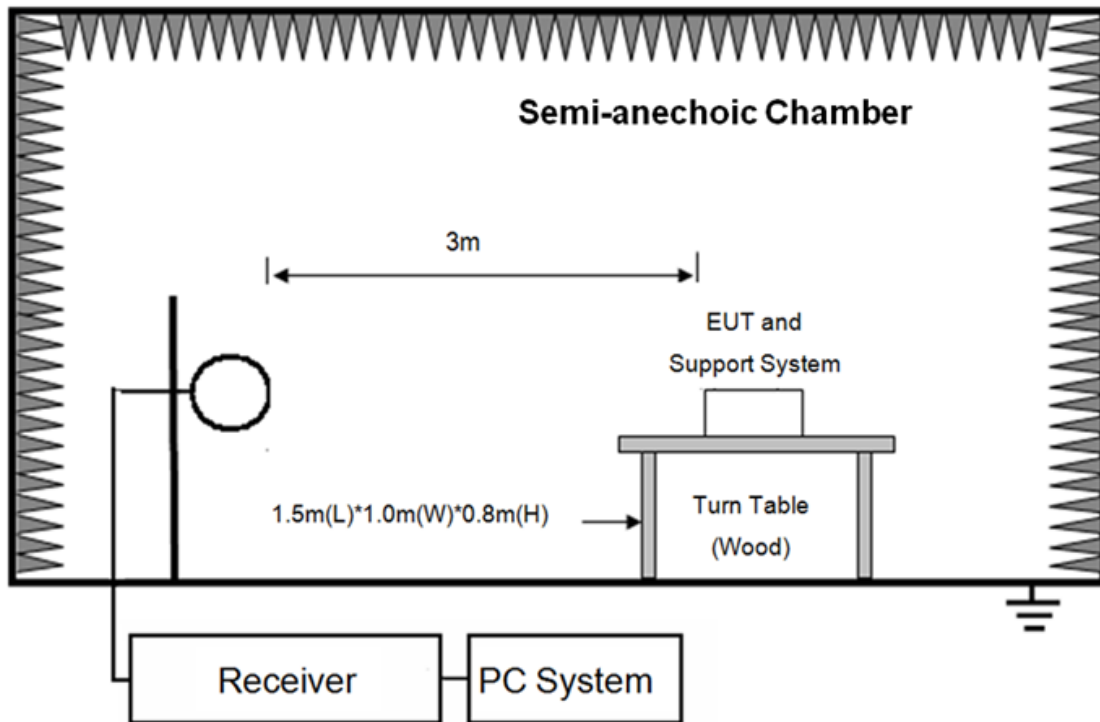 Semi-anechoic Chamber
3m
EUT and
Support System
1.5m(L)*1.0m(W)*0.8m(H)
Turn Table
(Wood)
Receiver
PC System